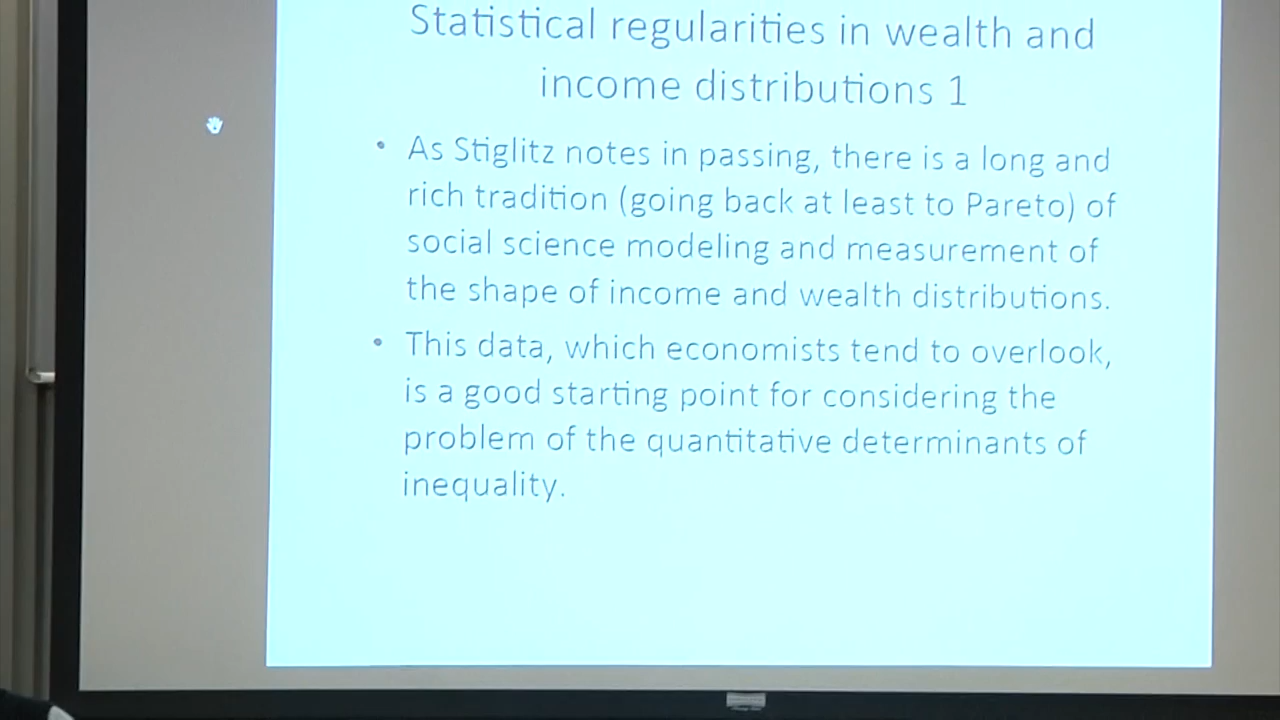 Statistical regularities in wealth and
income distributions 1
• As Stiglitz notes in passing, there is a long and
rich tradition (going back at least to Pareto) of
social science modeling and measurement of
the shape of income and wealth distributions.
• This data, which economists tend to overlook,
is a good starting point for considering the
problem of the quantitative determinants of
inequality.